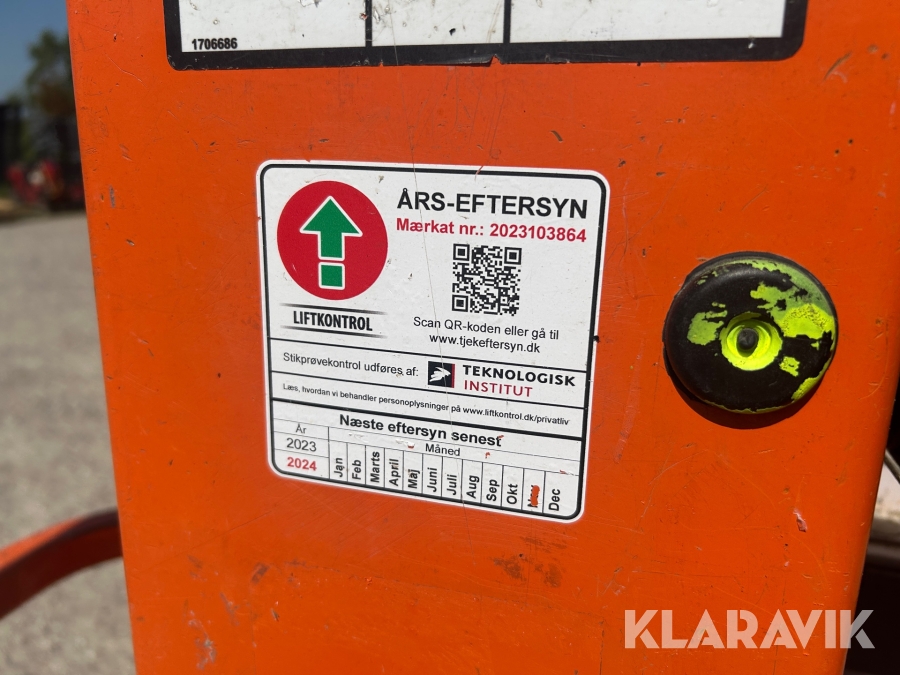 1706686
ÅRS-EFTERSYN
Mærkat nr.: 2023103864
LIFTKONTROL
Scan QR-koden eller gå til
www.tjekeftersyn.dk
Stikprøvekontrol udføres af:
TEKNOLOGISK
INSTITUT
Læs, hvordan vi behandler personoplysninger på www.liftkontrol.dk/privatliv
Næste eftersyn senest
År
Måned
2023
2024
Jan
Feb
Marts
April
Maj
Juni
Juli
Aug
Sep
Okt
Dec
KLARAVIK